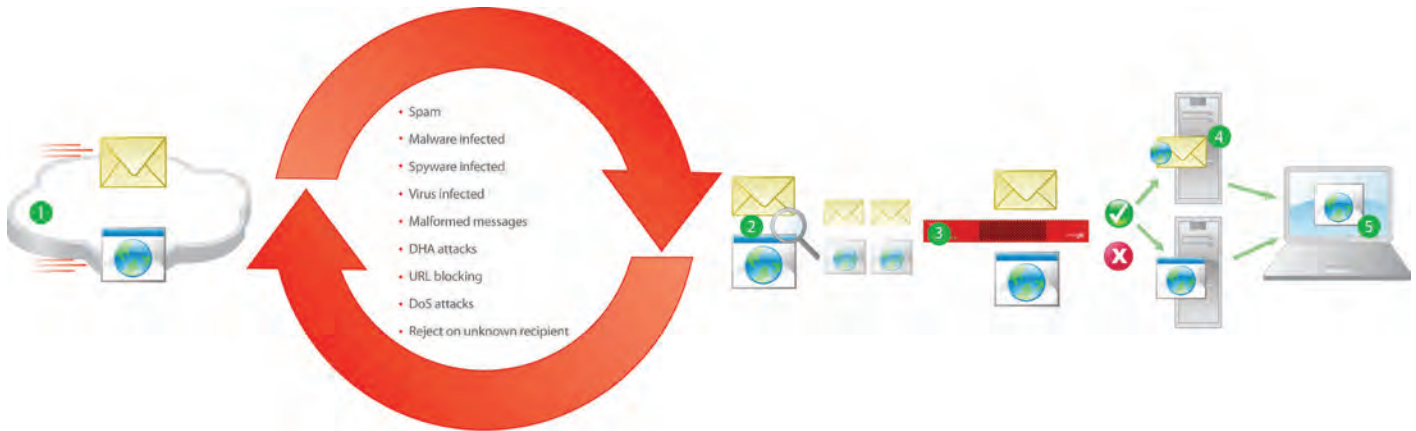 1
• Spam
• Malware infected
• Spyware infected
• Virus infected
• Malformed messages
• DHA attacks
• URL blocking
• DoS attacks
• Reject on unknown recipient
2
3
4
5